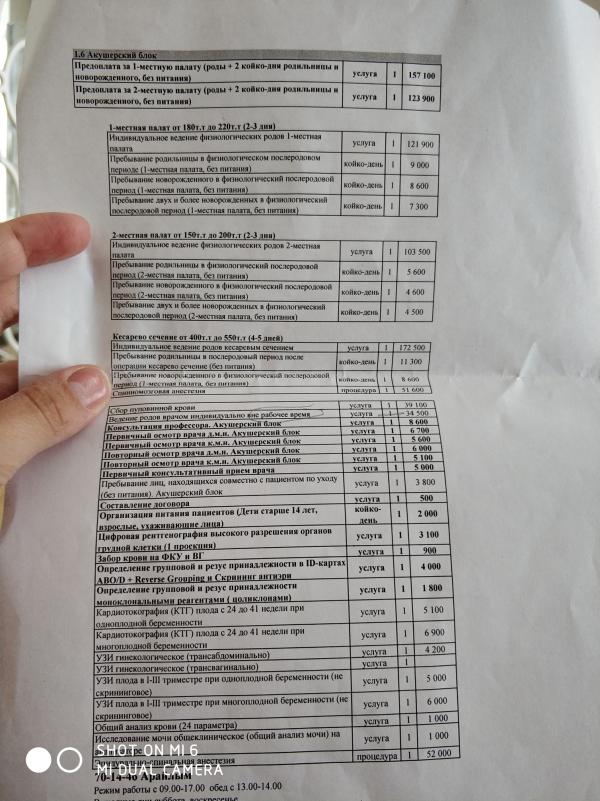 1.6 Акушерский блок
Предоплата за 1-местную палату (роды + 2 койко-дня родильницы и новорожденного, без питания) услуга 1 157 100
Предоплата за 2-местную палату (роды + 2 койко-дня родильницы и новорожденного, без питания) услуга 1 123 900
1-местная палат от 180т.т до 220т.т (2-3 дня)
Индивидуальное ведение физиологических родов 1-местная палата услуга 1 121 900
Пребывание родильницы в физиологическом послеродовом периоде (1-местная палата, без питания) койко-день 1 9 000
Пребывание новорожденного в физиологический послеродовой период (1-местная палата, без питания) койко-день 1 8 600
Пребывание двух и более новорожденных в физиологический послеродовой период (1-местная палата, без питания) койко-день 1 7 300
2-местная палат от 150т.т до 200т.т (2-3 дня)
Индивидуальное ведение физиологических родов 2-местная палата услуга 1 103 500
Пребывание родильницы в физиологический послеродовой период (2-местная палата, без питания) койко-день 1 5 600
Пребывание новорожденного в физиологический послеродовой период (2-местная палата, без питания) койко-день 1 4 600
Пребывание двух и более новорожденных в физиологический послеродовой период (2-местная палата, без питания) койко-день 1 4 500
Кесарево сечение от 400т.т до 550т.т (4-5 дней)
Индивидуальное ведение родов кесаревым сечением услуга 1 172 500
Пребывание родильницы в послеродовый период после операции кесарево сечение (без питания) койко-день 1 11 300
Пребывание новорожденного в физиологический послеродовой период (1-местная палата, без питания) койко-день 1 8 600
Спинномозговая анестезия процедура 1 51 600
Сбор пуповинной крови услуга 1 39 100
Ведение родов врачом индивидуально вне рабочее время услуга 1 34 500
Консультация профессора. Акушерский блок услуга 1 8 600
Первичный осмотр врача д.м.н. Акушерский блок услуга 1 6 700
Первичный осмотр врача к.м.н. Акушерский блок услуга 1 5 600
Повторный осмотр врача д.м.н. Акушерский блок услуга 1 6 000
Повторный осмотр врача к.м.н. Акушерский блок услуга 1 5 100
Первичный консультативный прием врача услуга 1 5 000
Пребывание лиц, находящихся совместно с пациентом по уходу (без питания). Акушерский блок услуга 1 3 800
Составление договора услуга 1 500
Организация питания пациентов (Дети старше 14 лет, взрослые, ухаживающие лица) койко-день 1 2 000
Цифровая рентгенография высокого разрешения органов грудной клетки (1 проекция) услуга 1 3 100
Забор крови на ФКУ и ВГ услуга 1 900
Определение групповой и резус принадлежности в ID-картах ABO/D + Reverse Grouping и Скрининг антиэри услуга 1 4 000
Определение групповой и резус принадлежности моноклональными реагентами ( цоликлонами) услуга 1 1 800
Кардиотокография (КТГ) плода с 24 до 41 недели при одноплодной беременности услуга 1 5 100
Кардиотокография (КТГ) плода с 24 до 41 недели при многоплодной беременности услуга 1 6 900
УЗИ гинекологическое (трансабдоминально) услуга 1 4 200
УЗИ гинекологическое (трансвагинально) услуга 1
УЗИ плода в I-III триместре при одноплодной беременности (не скрининговое) услуга 1 5 000
УЗИ плода в I-III триместре при многоплодной беременности (не скрининговое) услуга 1 6 000
Общий анализ крови (24 параметра) услуга 1 1 000
Исследование мочи общеклиническое (общий анализ мочи) на услуга 1 1 000
анестезия процедура 1 52 000
70-14-46 Арайлым
Режим работы с 09.00-17.00 обед с 13.00-14.00
SHOT ON MI 6
MI DUAL CAMERA